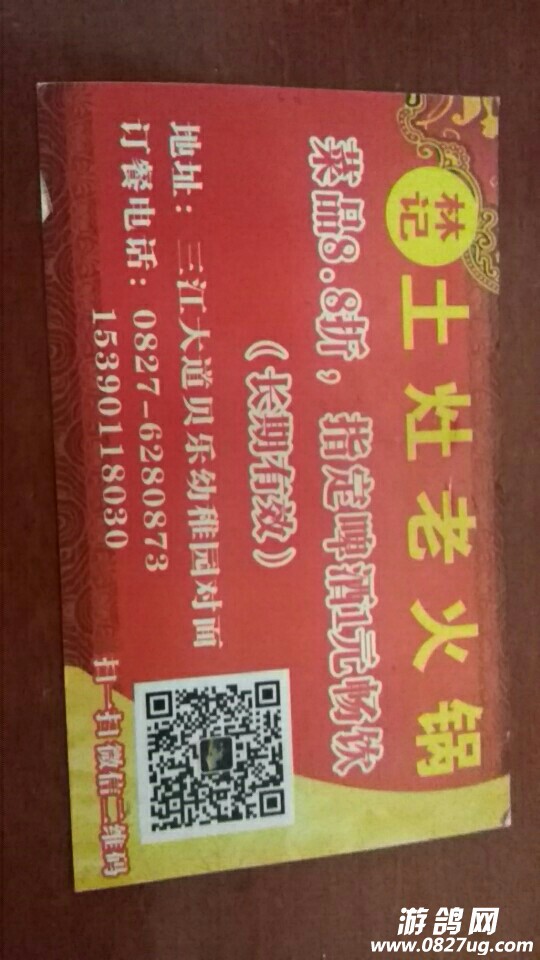 林记
土灶老火锅
菜品8.8折，指定啤酒1元畅饮
（长期有效）
地址：三江大道贝乐幼稚园对面
订餐电话：0827-6280873
15390118030
扫一扫微信二维码
游鸽网
www.0827ug.com